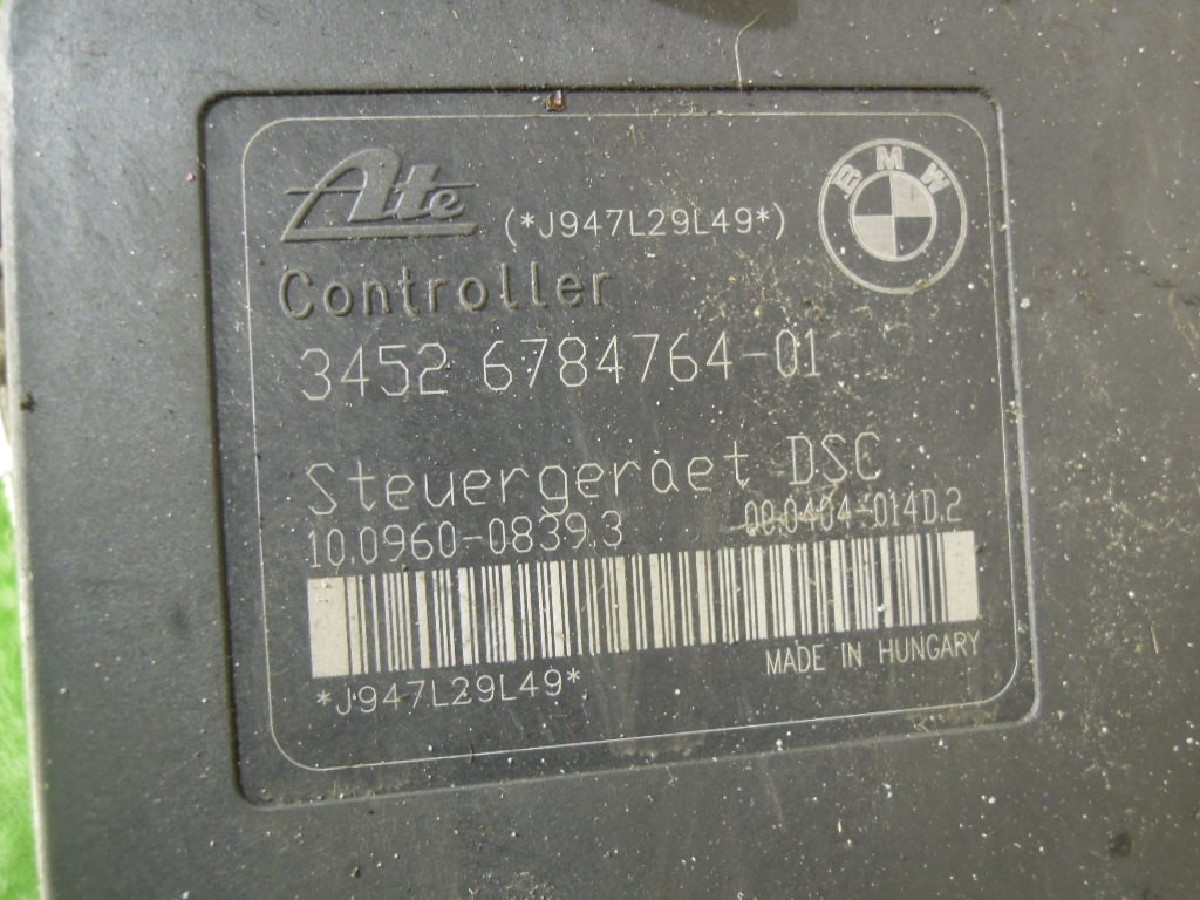 Ate (*J947L29L49*) BMW
Controller
3452 6784764-01
Steuergeraet DSC
10.0960-0839.3 00.0404-014D.2
MADE IN HUNGARY
*J947L29L49*